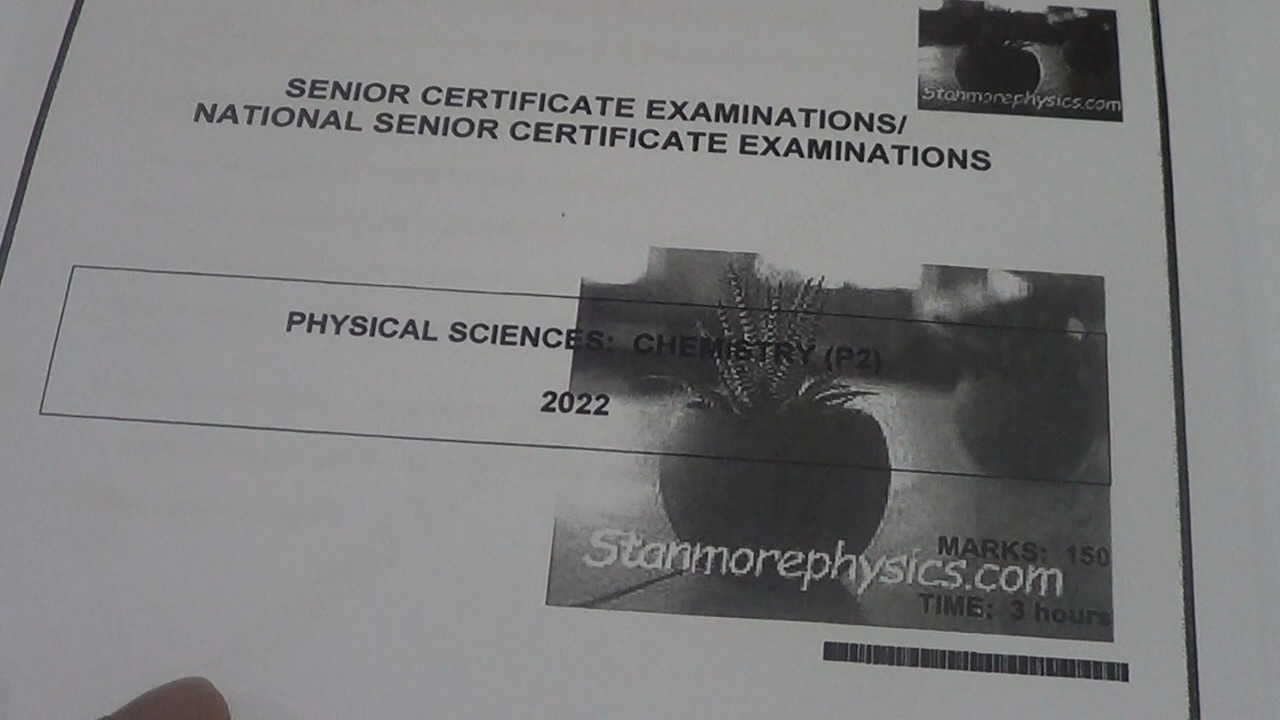 Stanmorephysics.com
SENIOR CERTIFICATE EXAMINATIONS/
NATIONAL SENIOR CERTIFICATE EXAMINATIONS
PHYSICAL SCIENCES: CHEMISTRY (P2)
2022
MARKS: 150
Stanmorephysics.com
TIME: 3 hours